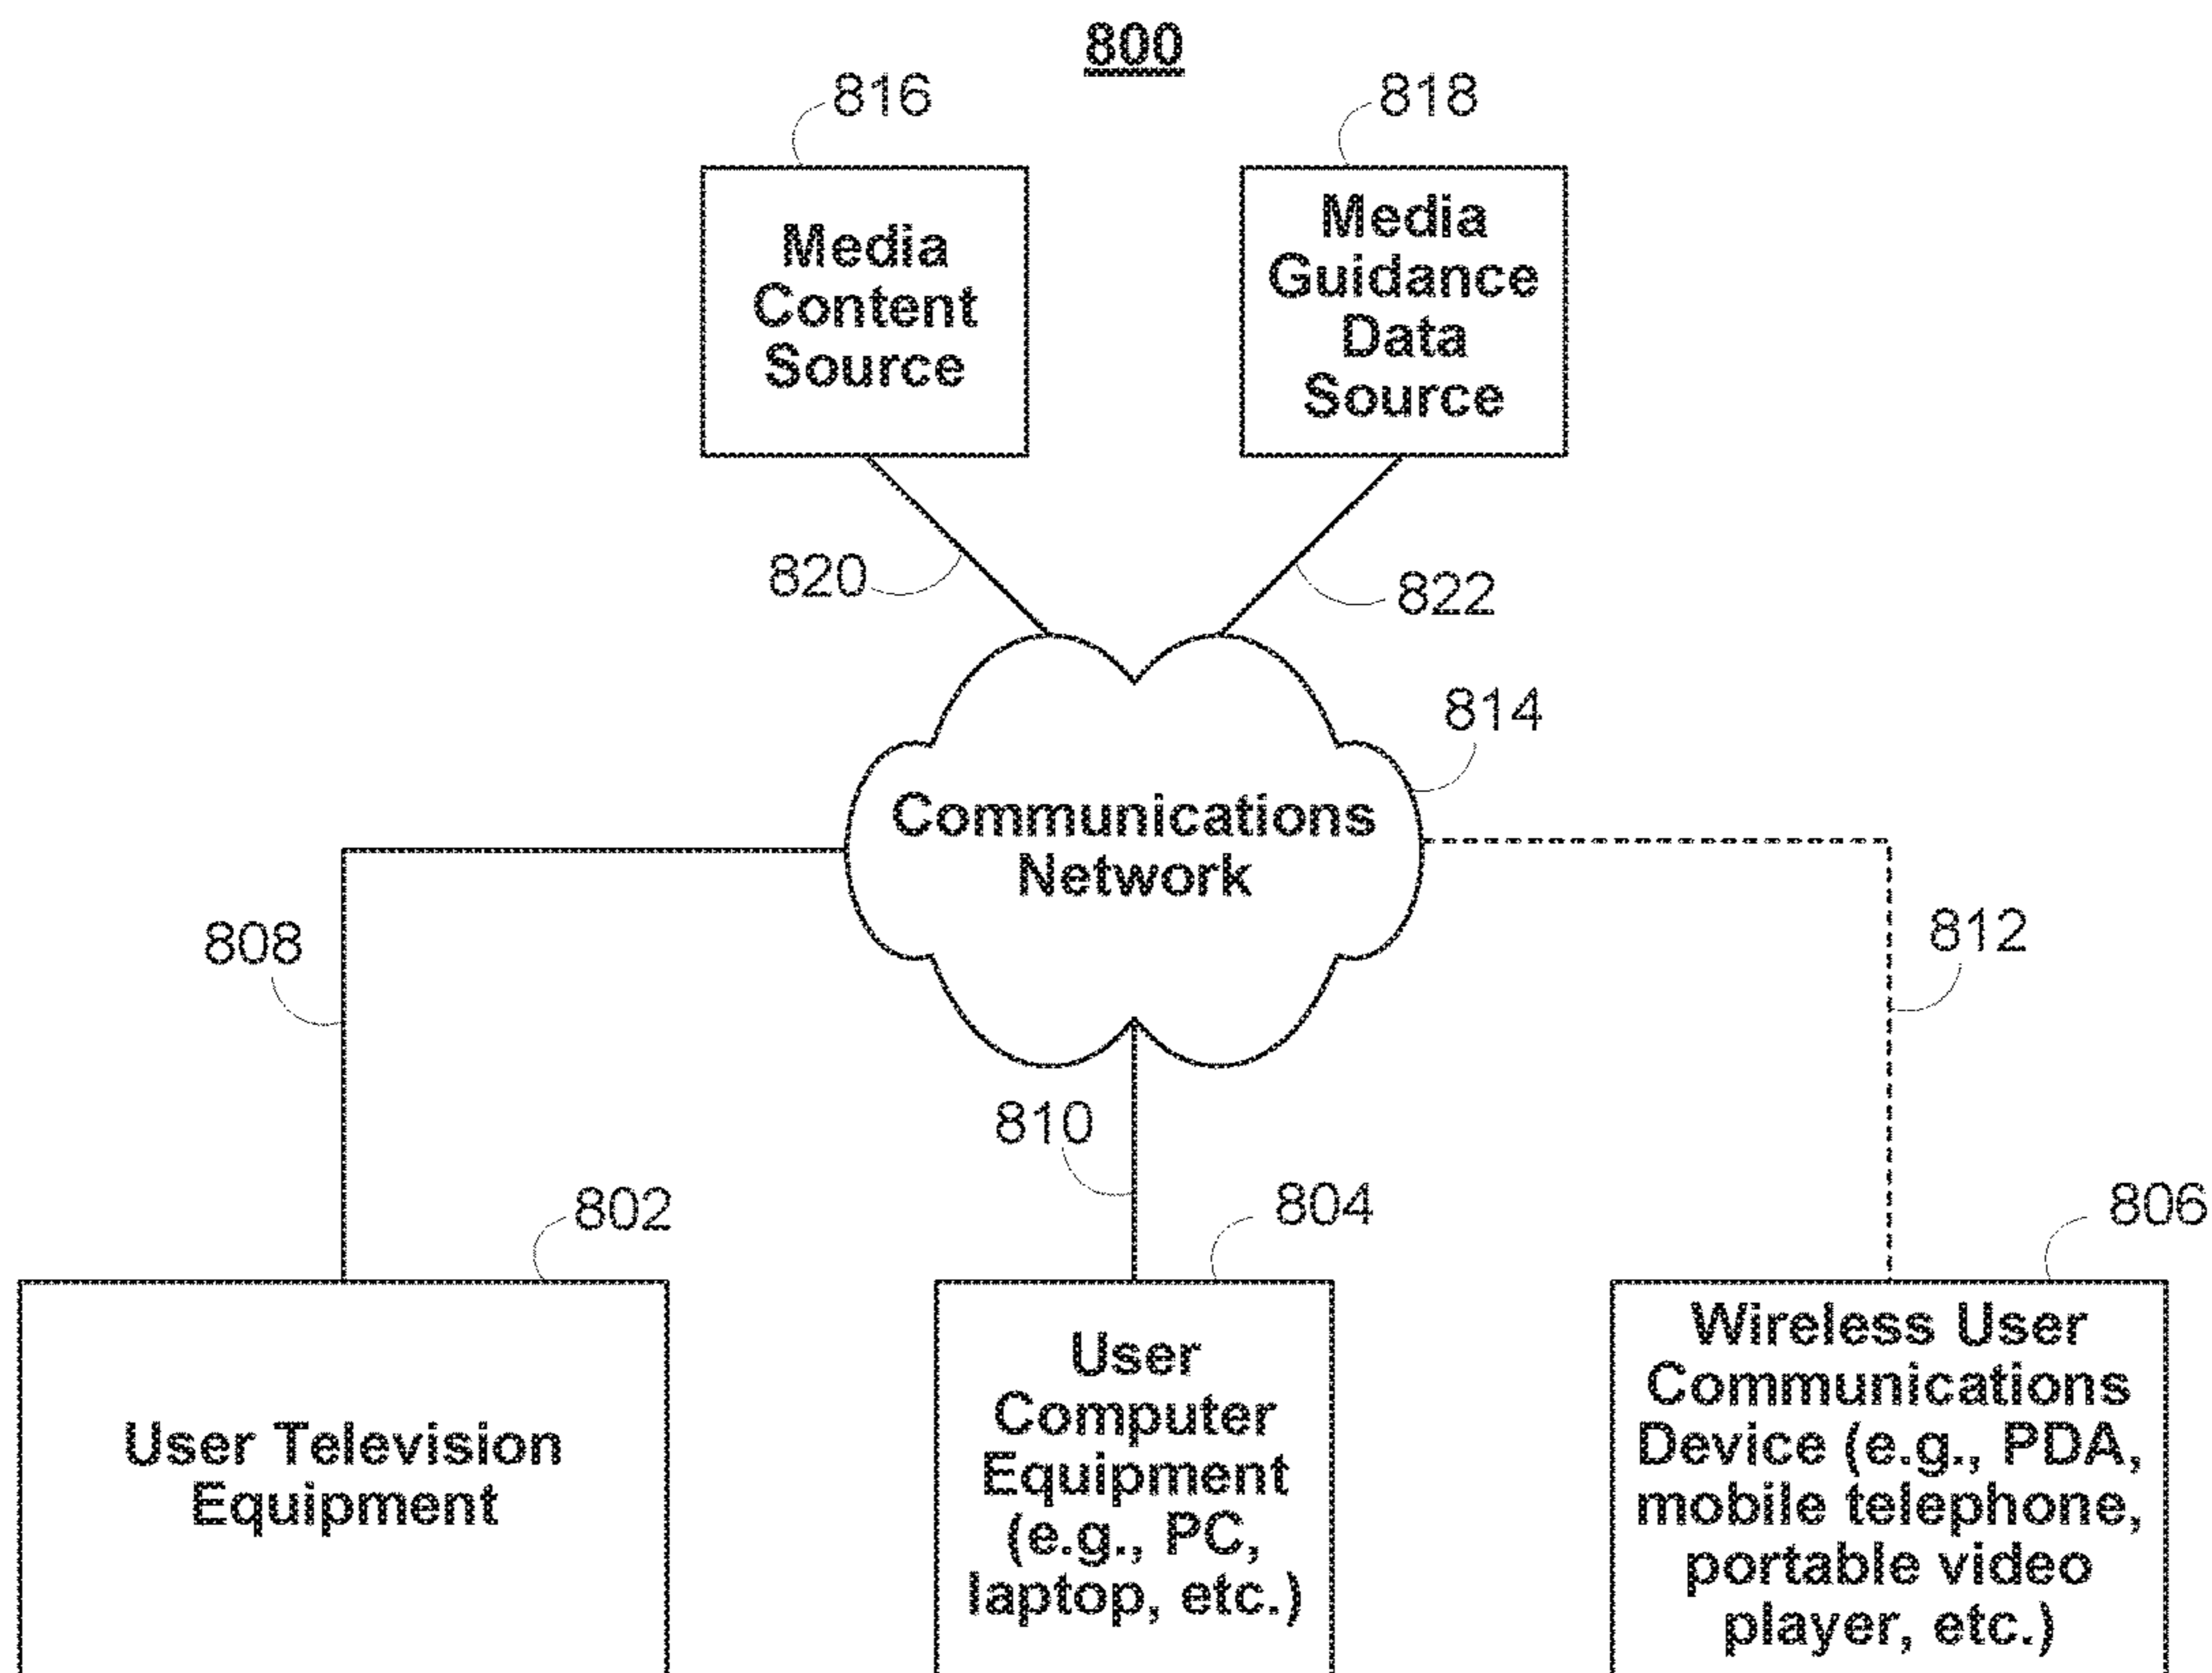 800
816
818
Media
Content
Source
Media
Guidance
Data
Source
820
822
814
Communications
Network
808
812
810
802
804
806
User Television
Equipment
User
Computer
Equipment
(e.g., PC,
laptop, etc.)
Wireless User
Communications
Device (e.g., PDA,
mobile telephone,
portable video
player, etc.)